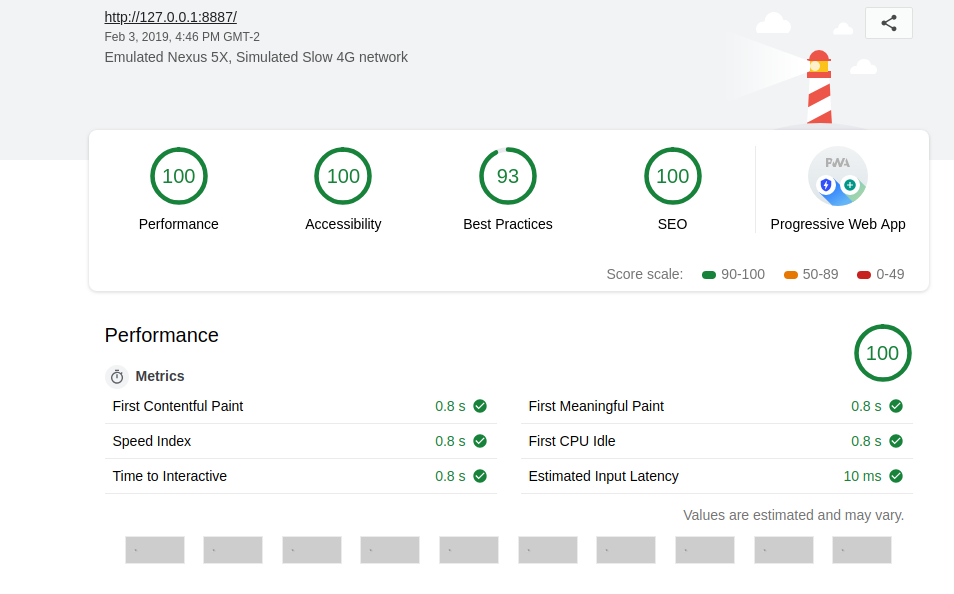 http://127.0.0.1:8887/
Feb 3, 2019, 4:46 PM GMT-2
Emulated Nexus 5X, Simulated Slow 4G network
100 100 93 100 PWA
Performance Accessibility Best Practices SEO Progressive Web App
Score scale: 90-100 50-89 0-49
Performance
100
Metrics
First Contentful Paint 0.8 s First Meaningful Paint 0.8 s
Speed Index 0.8 s First CPU Idle 0.8 s
Time to Interactive 0.8 s Estimated Input Latency 10 ms
Values are estimated and may vary.